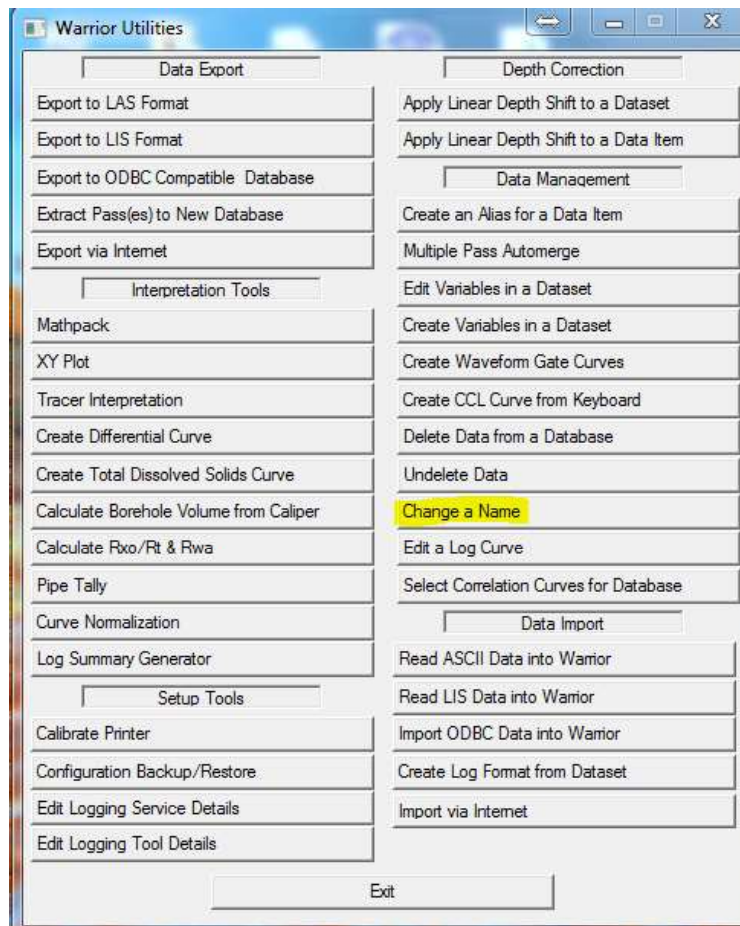 Warrior Utilities
Data Export
Export to LAS Format
Export to LIS Format
Export to ODBC Compatible Database
Extract Pass(es) to New Database
Export via Internet
Interpretation Tools
Mathpack
XY Plot
Tracer Interpretation
Create Differential Curve
Create Total Dissolved Solids Curve
Calculate Borehole Volume from Caliper
Calculate Rxo/Rt & Rwa
Pipe Tally
Curve Normalization
Log Summary Generator
Setup Tools
Calibrate Printer
Configuration Backup/Restore
Edit Logging Service Details
Edit Logging Tool Details
Depth Correction
Apply Linear Depth Shift to a Dataset
Apply Linear Depth Shift to a Data Item
Data Management
Create an Alias for a Data Item
Multiple Pass Automerge
Edit Variables in a Dataset
Create Variables in a Dataset
Create Waveform Gate Curves
Create CCL Curve from Keyboard
Delete Data from a Database
Undelete Data
Change a Name
Edit a Log Curve
Select Correlation Curves for Database
Data Import
Read ASCII Data into Warrior
Read LIS Data into Warrior
Import ODBC Data into Warrior
Create Log Format from Dataset
Import via Internet
Exit